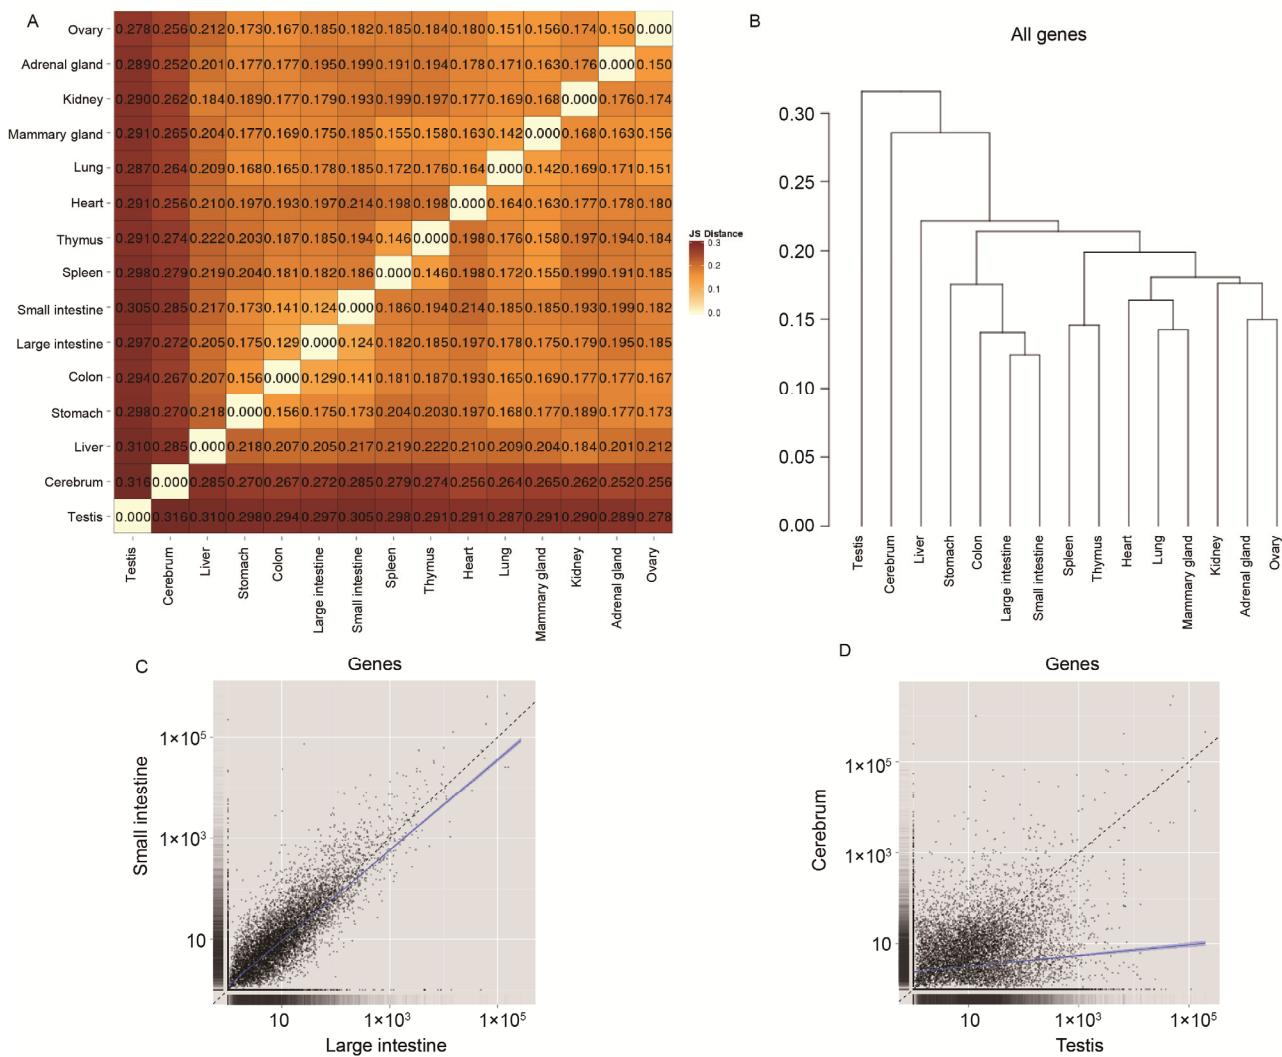 A
Ovary 0.278 0.256 0.212 0.173 0.167 0.185 0.182 0.185 0.184 0.180 0.151 0.156 0.174 0.150 0.000
Adrenal gland 0.289 0.252 0.201 0.177 0.177 0.195 0.199 0.191 0.194 0.178 0.171 0.163 0.176 0.000 0.150
Kidney 0.290 0.262 0.184 0.189 0.177 0.179 0.193 0.199 0.197 0.177 0.169 0.168 0.000 0.176 0.174
Mammary gland 0.291 0.265 0.204 0.177 0.169 0.175 0.185 0.155 0.158 0.163 0.142 0.000 0.168 0.163 0.156
Lung 0.287 0.264 0.209 0.168 0.165 0.178 0.185 0.172 0.176 0.164 0.000 0.142 0.169 0.171 0.151
Heart 0.291 0.256 0.210 0.197 0.193 0.197 0.214 0.198 0.198 0.000 0.164 0.163 0.177 0.178 0.180
Thymus 0.291 0.274 0.222 0.203 0.187 0.185 0.194 0.146 0.000 0.198 0.176 0.158 0.197 0.194 0.184
Spleen 0.298 0.279 0.219 0.204 0.181 0.182 0.186 0.000 0.146 0.198 0.172 0.155 0.199 0.191 0.185
Small intestine 0.305 0.285 0.217 0.173 0.141 0.124 0.000 0.186 0.194 0.214 0.185 0.185 0.193 0.199 0.182
Large intestine 0.297 0.272 0.205 0.175 0.129 0.000 0.124 0.182 0.185 0.197 0.178 0.175 0.179 0.195 0.185
Colon 0.294 0.267 0.207 0.156 0.000 0.129 0.141 0.181 0.187 0.193 0.165 0.169 0.177 0.177 0.167
Stomach 0.298 0.270 0.218 0.000 0.156 0.175 0.173 0.204 0.203 0.197 0.168 0.177 0.189 0.177 0.173
Liver 0.310 0.285 0.000 0.218 0.207 0.205 0.217 0.219 0.222 0.210 0.209 0.204 0.184 0.201 0.212
Cerebrum 0.316 0.000 0.285 0.270 0.267 0.272 0.285 0.279 0.274 0.256 0.264 0.265 0.262 0.252 0.256
Testis 0.000 0.316 0.310 0.298 0.294 0.297 0.305 0.298 0.291 0.291 0.287 0.291 0.290 0.289 0.278
Testis
Cerebrum
Liver
Stomach
Colon
Large intestine
Small intestine
Spleen
Thymus
Heart
Lung
Mammary gland
Kidney
Adrenal gland
Ovary
JS Distance
0.3
0.2
0.1
0.0
B
All genes
0.30
0.25
0.20
0.15
0.10
0.05
0.00
Testis
Cerebrum
Liver
Stomach
Colon
Large intestine
Small intestine
Spleen
Thymus
Heart
Lung
Mammary gland
Kidney
Adrenal gland
Ovary
C
Genes
Small intestine
1×10⁵
1×10³
10
10 1×10³ 1×10⁵
Large intestine
D
Genes
Cerebrum
1×10⁵
1×10³
10
10 1×10³ 1×10⁵
Testis